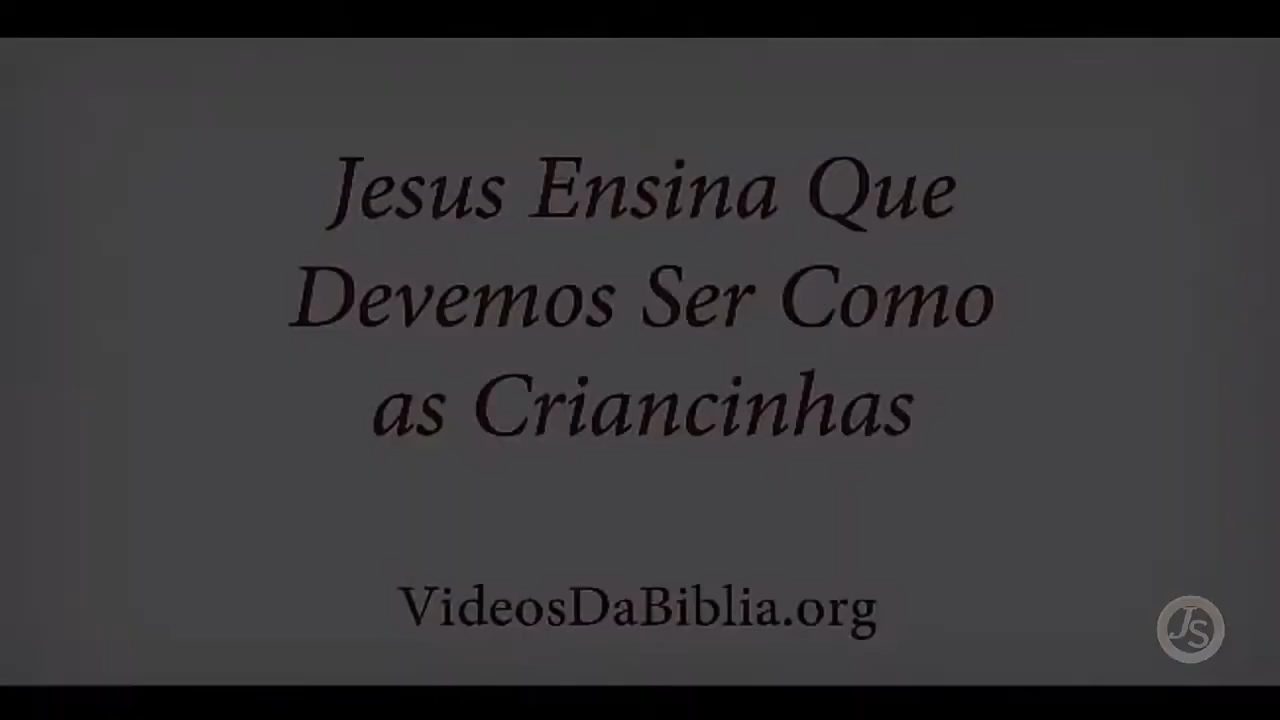 Jesus Ensina Que
Devemos Ser Como
as Criancinhas
VideosDaBiblia.org
JS